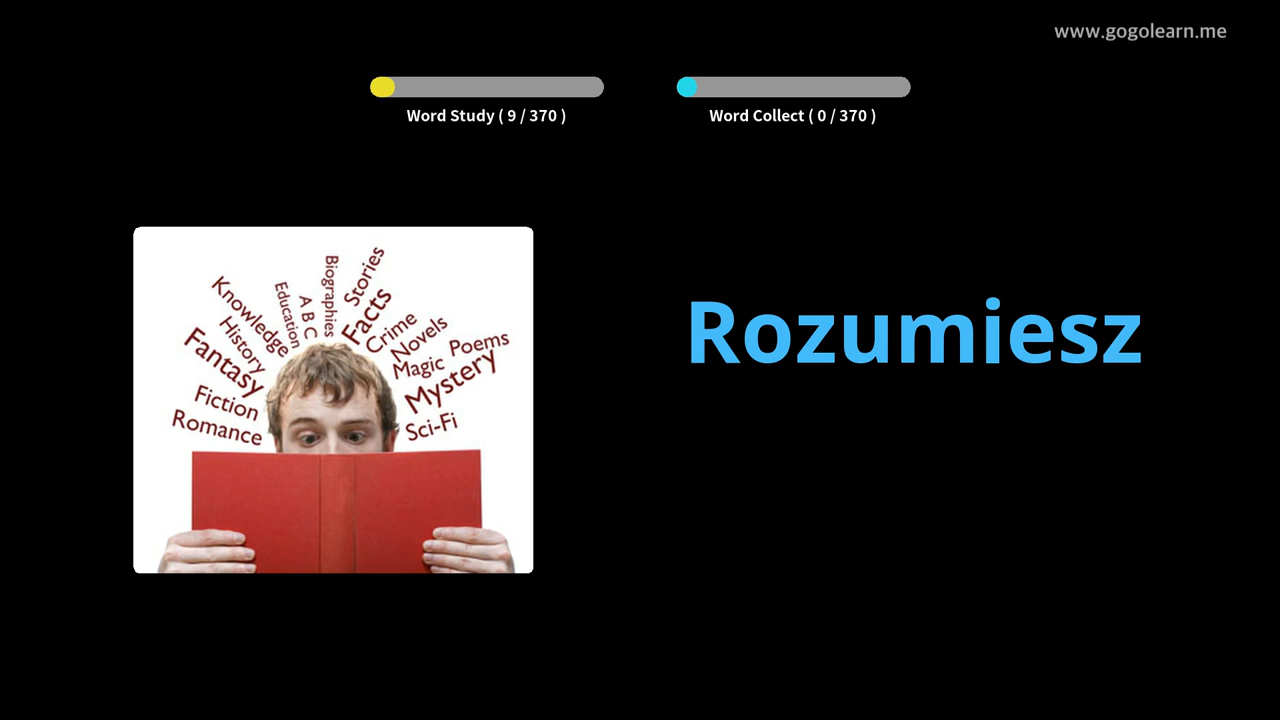 www.gogolearn.me
Word Study ( 9 / 370 )
Word Collect ( 0 / 370 )
Rozumiesz
Biographies
Stories
Education
A B C
Facts
Knowledge
Crime
History
Novels
Fantasy
Magic
Poems
Mystery
Fiction
Romance
Sci-Fi